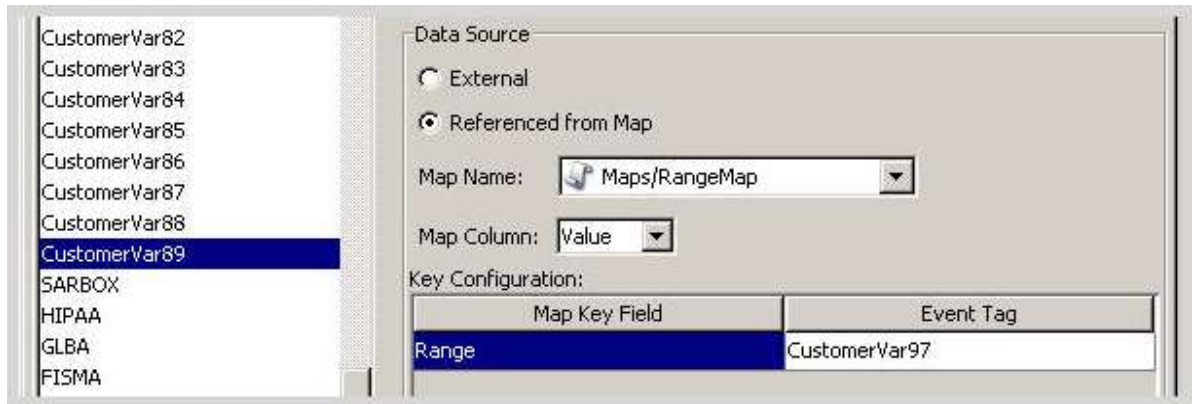 CustomerVar82
CustomerVar83
CustomerVar84
CustomerVar85
CustomerVar86
CustomerVar87
CustomerVar88
CustomerVar89
SARBOX
HIPAA
GLBA
FISMA
Data Source
External
Referenced from Map
Map Name: Maps/RangeMap
Map Column: Value
Key Configuration:
Map Key Field Event Tag
Range CustomerVar97